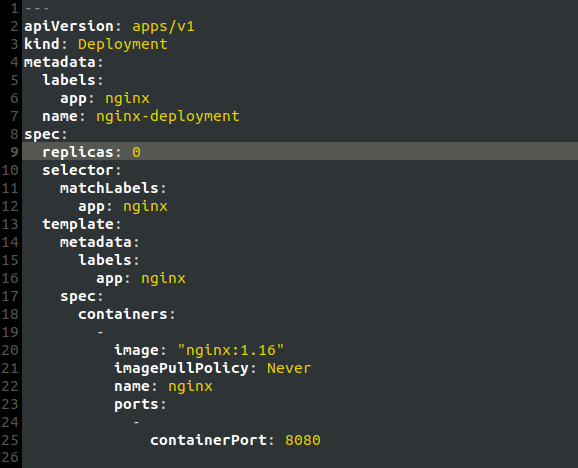 1 ---
2 apiVersion: apps/v1
3 kind: Deployment
4 metadata:
5   labels:
6     app: nginx
7   name: nginx-deployment
8 spec:
9   replicas: 0
10   selector:
11     matchLabels:
12       app: nginx
13   template:
14     metadata:
15       labels:
16         app: nginx
17     spec:
18       containers:
19         -
20           image: "nginx:1.16"
21           imagePullPolicy: Never
22           name: nginx
23           ports:
24             -
25               containerPort: 8080
26